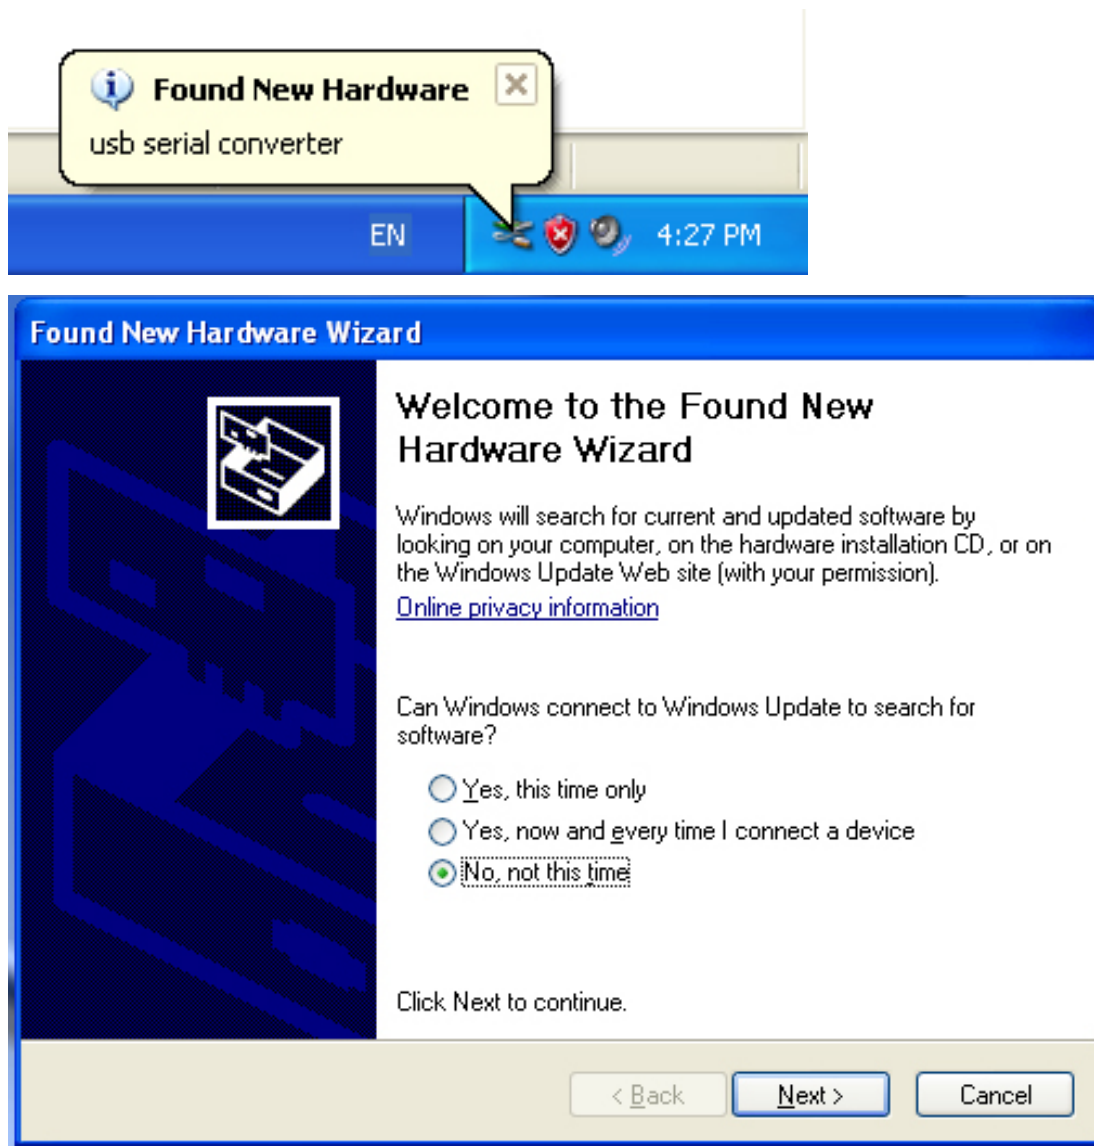 Found New Hardware
usb serial converter
EN
4:27 PM
Found New Hardware Wizard
Welcome to the Found New
Hardware Wizard
Windows will search for current and updated software by
looking on your computer, on the hardware installation CD, or on
the Windows Update Web site (with your permission).
Online privacy information
Can Windows connect to Windows Update to search for
software?
Yes, this time only
Yes, now and every time I connect a device
No, not this time
Click Next to continue.
< Back
Next >
Cancel